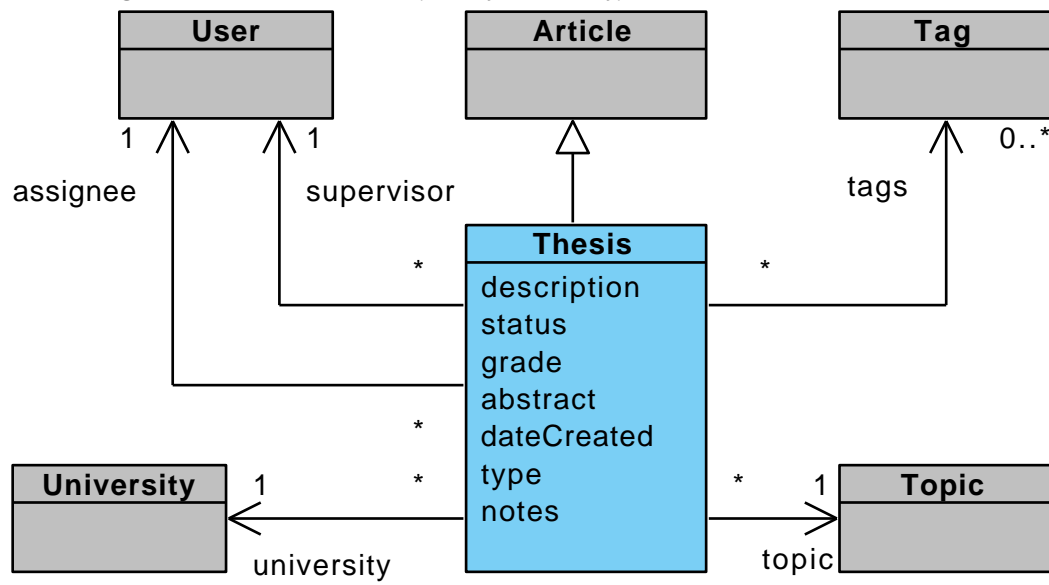 User
Article
Tag
1
1
0..*
assignee
supervisor
tags
Thesis
*
*
description
status
grade
abstract
dateCreated
type
notes
*
University
1
*
*
1
Topic
university
topic